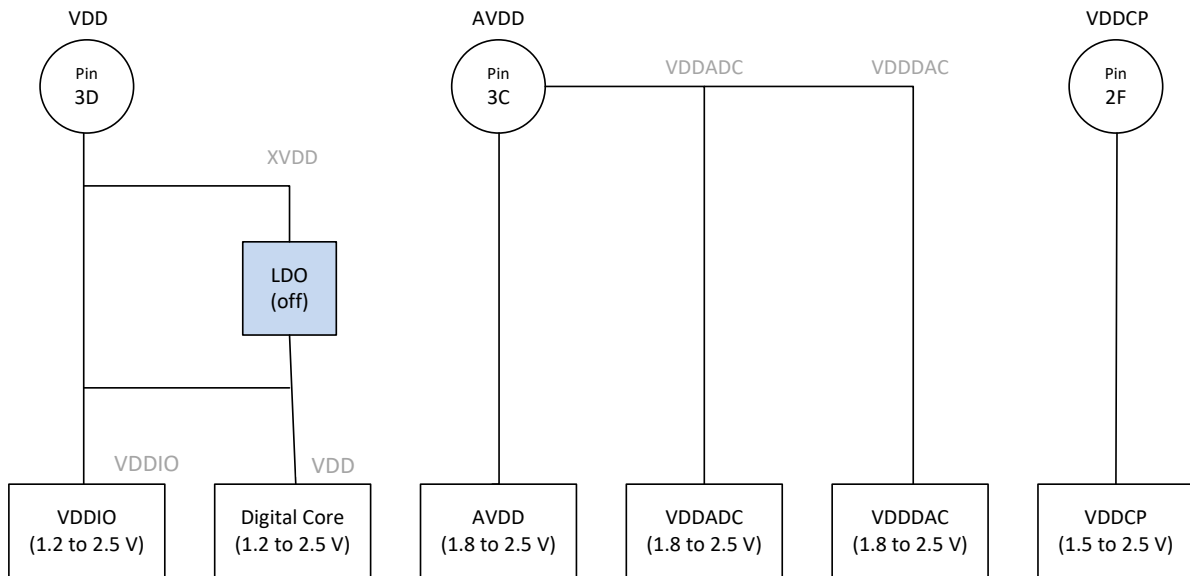 VDD
AVDD
VDDCP
Pin
3D
Pin
3C
VDDADC
VDDDAC
Pin
2F
XVDD
LDO
(off)
VDDIO
VDD
VDDIO
(1.2 to 2.5 V)
Digital Core
(1.2 to 2.5 V)
AVDD
(1.8 to 2.5 V)
VDDADC
(1.8 to 2.5 V)
VDDDAC
(1.8 to 2.5 V)
VDDCP
(1.5 to 2.5 V)